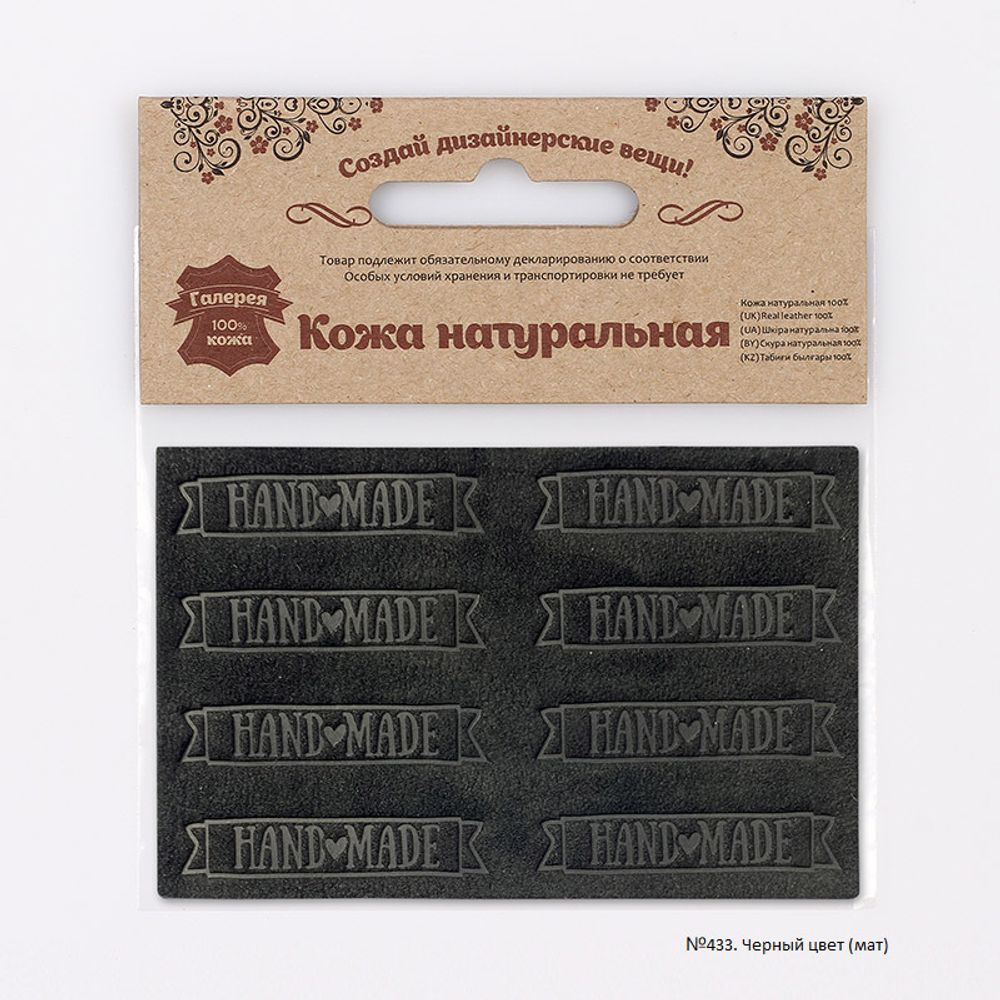 Создай дизайнерские вещи!
Товар подлежит обязательному декларированию о соответствии
Особых условий хранения и транспортировки не требует
Галерея
100%
кожа
Кожа натуральная
Кожа натуральная 100%
(UK) Real leather 100%
(UA) Шкіра натуральна 100%
(BY) Скура натуральная 100%
(KZ) Табиғи былғары 100%
HAND MADE
HAND MADE
HAND MADE
HAND MADE
HAND MADE
HAND MADE
HAND MADE
HAND MADE
№433. Черный цвет (мат)